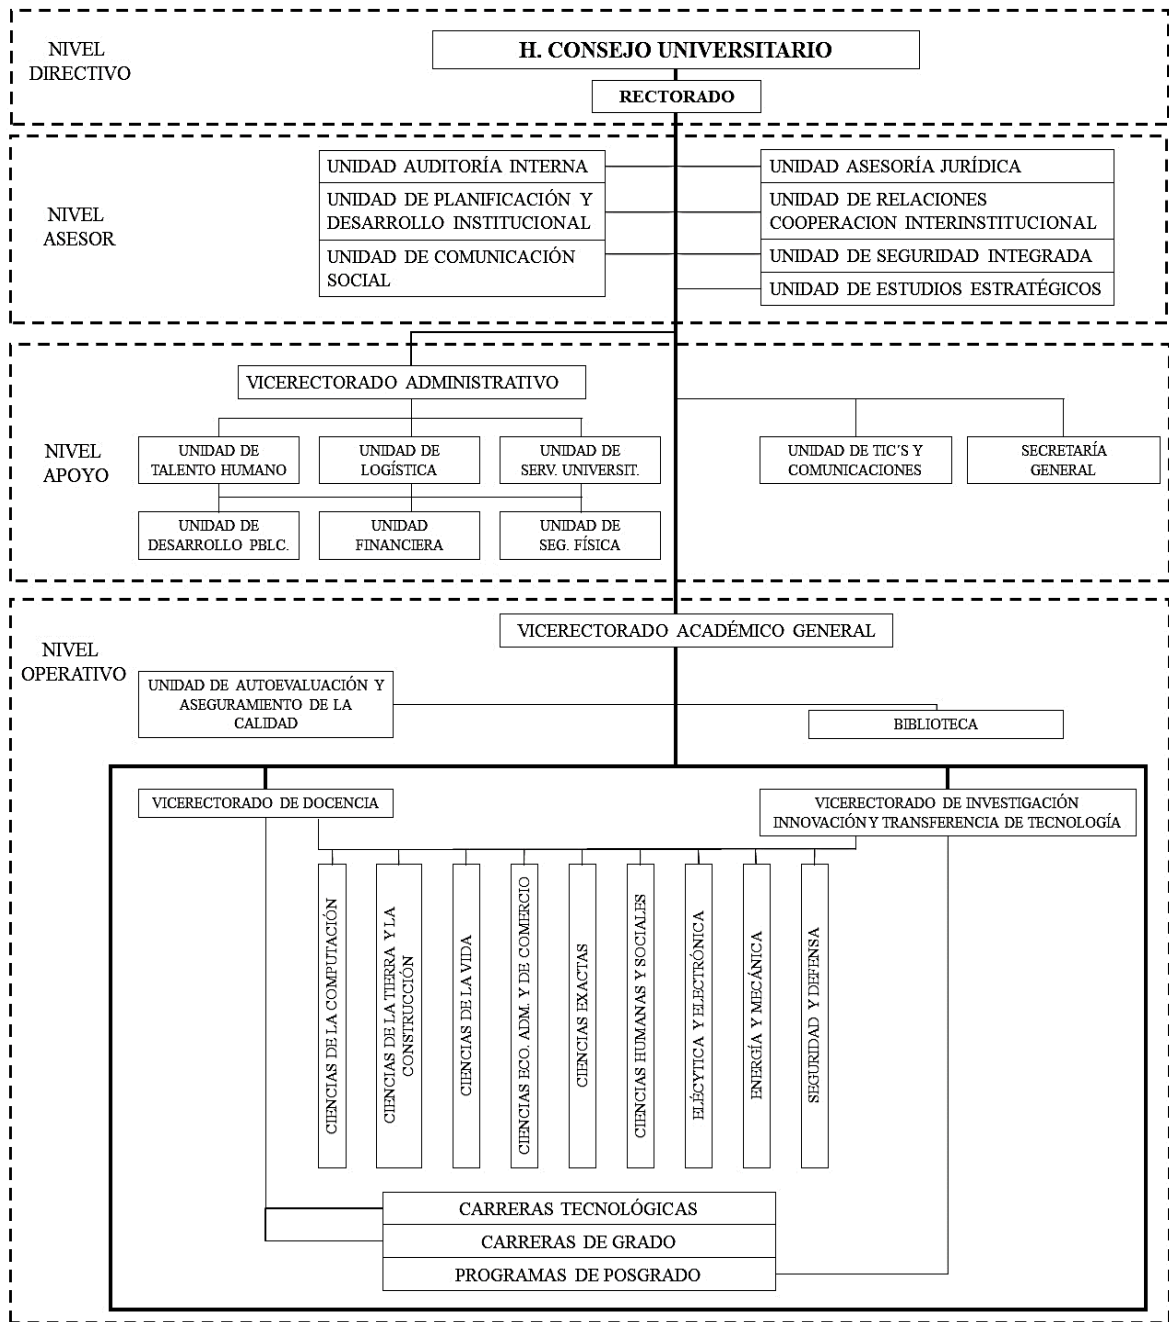 NIVEL
DIRECTIVO
H. CONSEJO UNIVERSITARIO
RECTORADO
NIVEL
ASESOR
UNIDAD AUDITORÍA INTERNA
UNIDAD DE PLANIFICACIÓN Y
DESARROLLO INSTITUCIONAL
UNIDAD DE COMUNICACIÓN
SOCIAL
UNIDAD ASESORÍA JURÍDICA
UNIDAD DE RELACIONES
COOPERACION INTERINSTITUCIONAL
UNIDAD DE SEGURIDAD INTEGRADA
UNIDAD DE ESTUDIOS ESTRATÉGICOS
NIVEL
APOYO
VICERECTORADO ADMINISTRATIVO
UNIDAD DE
TALENTO HUMANO
UNIDAD DE
LOGÍSTICA
UNIDAD DE
SERV. UNIVERSIT.
UNIDAD DE TIC´S Y
COMUNICACIONES
SECRETARÍA
GENERAL
UNIDAD DE
DESARROLLO PBLC.
UNIDAD
FINANCIERA
UNIDAD DE
SEG. FÍSICA
NIVEL
OPERATIVO
VICERECTORADO ACADÉMICO GENERAL
UNIDAD DE AUTOEVALUACIÓN Y
ASEGURAMIENTO DE LA
CALIDAD
BIBLIOTECA
VICERECTORADO DE DOCENCIA
VICERECTORADO DE INVESTIGACIÓN
INNOVACIÓN Y TRANSFERENCIA DE TECNOLOGÍA
CIENCIAS DE LA COMPUTACIÓN
CIENCIAS DE LA TIERRA Y LA
CONSTRUCCIÓN
CIENCIAS DE LA VIDA
CIENCIAS ECO. ADM. Y DE COMERCIO
CIENCIAS EXACTAS
CIENCIAS HUMANAS Y SOCIALES
ELÉCYTICA Y ELECTRÓNICA
ENERGÍA Y MECÁNICA
SEGURIDAD Y DEFENSA
CARRERAS TECNOLÓGICAS
CARRERAS DE GRADO
PROGRAMAS DE POSGRADO